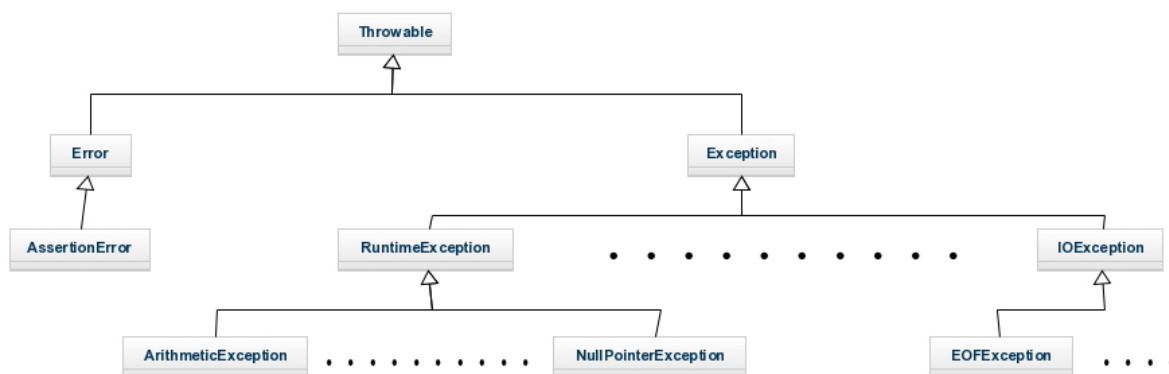 Throwable
Error
Exception
AssertionError
RuntimeException
IOException
ArithmeticException
NullPointerException
EOFException